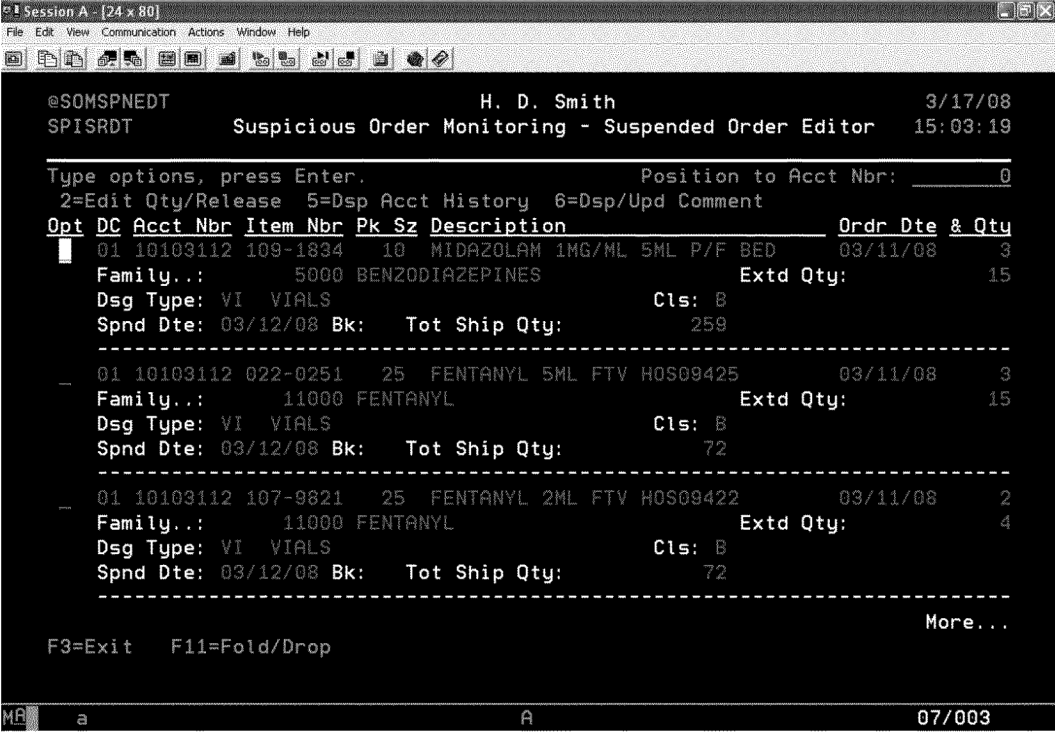 Session A - [24 x 80]
File Edit View Communication Actions Window Help
@SOMSPNEDT H. D. Smith 3/17/08
SPISRDT Suspicious Order Monitoring - Suspended Order Editor 15:03:19
Type options, press Enter. Position to Acct Nbr: 0
2=Edit Qty/Release 5=Dsp Acct History 6=Dsp/Upd Comment
Opt DC Acct Nbr Item Nbr Pk Sz Description Ordr Dte & Qty
01 10103112 109-1834 10 MIDAZOLAM 1MG/ML 5ML P/F BED 03/11/08 3
Family..: 5000 BENZODIAZEPINES Extd Qty: 15
Dsg Type: VI VIALS Cls: B
Spnd Dte: 03/12/08 Bk: Tot Ship Qty: 259
01 10103112 022-0251 25 FENTANYL 5ML FTV HOS09425 03/11/08 3
Family..: 11000 FENTANYL Extd Qty: 15
Dsg Type: VI VIALS Cls: B
Spnd Dte: 03/12/08 Bk: Tot Ship Qty: 72
01 10103112 107-9821 25 FENTANYL 2ML FTV HOS09422 03/11/08 2
Family..: 11000 FENTANYL Extd Qty: 4
Dsg Type: VI VIALS Cls: B
Spnd Dte: 03/12/08 Bk: Tot Ship Qty: 72
More...
F3=Exit F11=Fold/Drop
MA a A 07/003